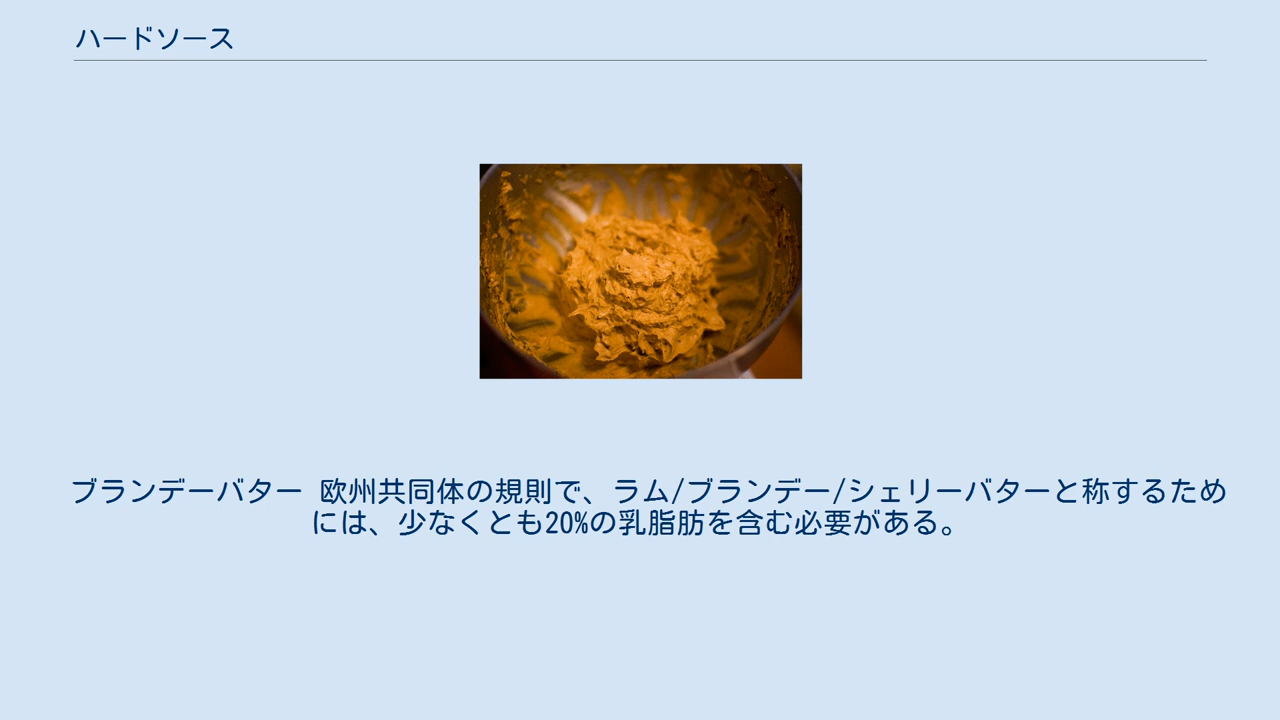 ハードソース
ブランデーバター 欧州共同体の規則で、ラム/ブランデー/シェリーバターと称するため
には、少なくとも20%の乳脂肪を含む必要がある。